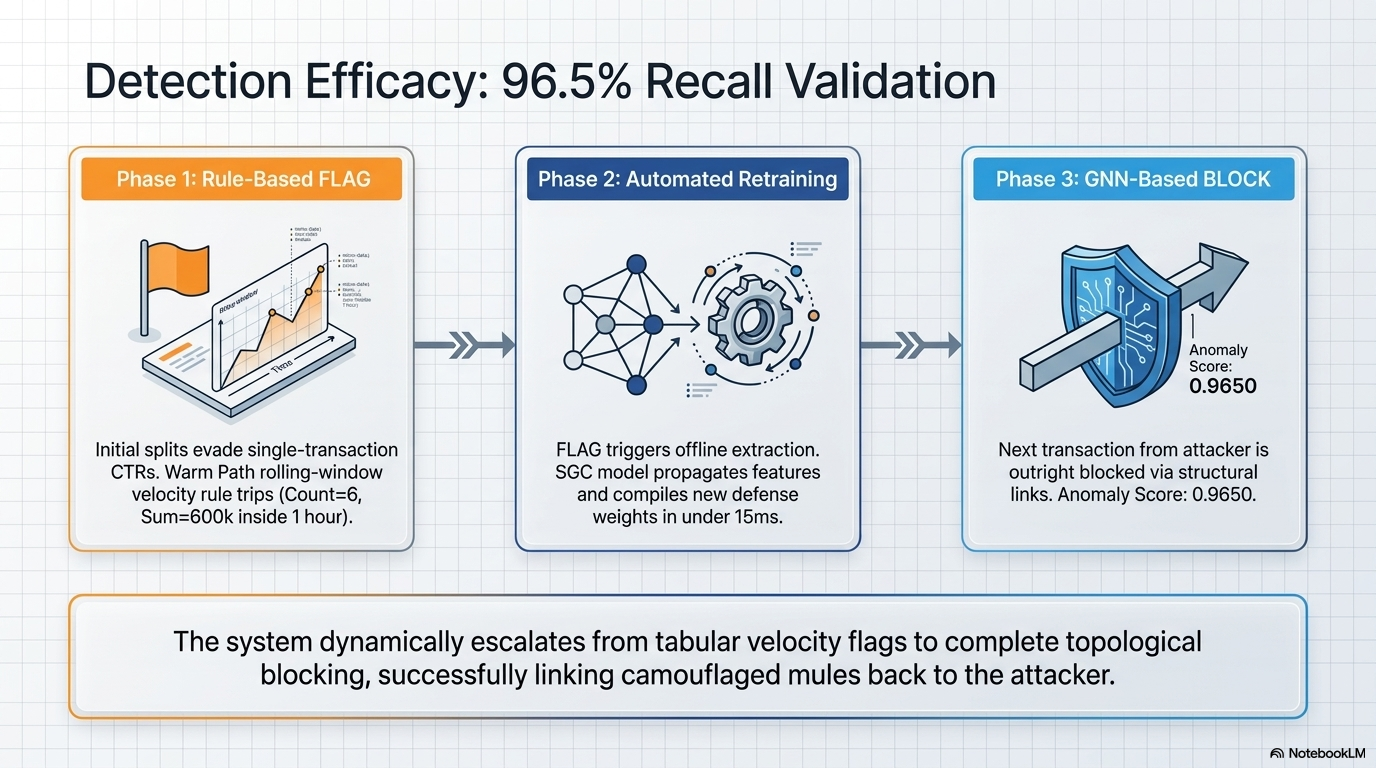 Detection Efficacy: 96.5% Recall Validation
Phase 1: Rule-Based FLAG
Time
Initial splits evade single-transaction
CTRs. Warm Path rolling-window
velocity rule trips (Count=6,
Sum=600k inside 1 hour).
Phase 2: Automated Retraining
FLAG triggers offline extraction.
SGC model propagates features
and compiles new defense
weights in under 15ms.
Phase 3: GNN-Based BLOCK
Anomaly
Score:
0.9650
Next transaction from attacker is
outright blocked via structural
links. Anomaly Score: 0.9650.
The system dynamically escalates from tabular velocity flags to complete topological
blocking, successfully linking camouflaged mules back to the attacker.
NotebookLM